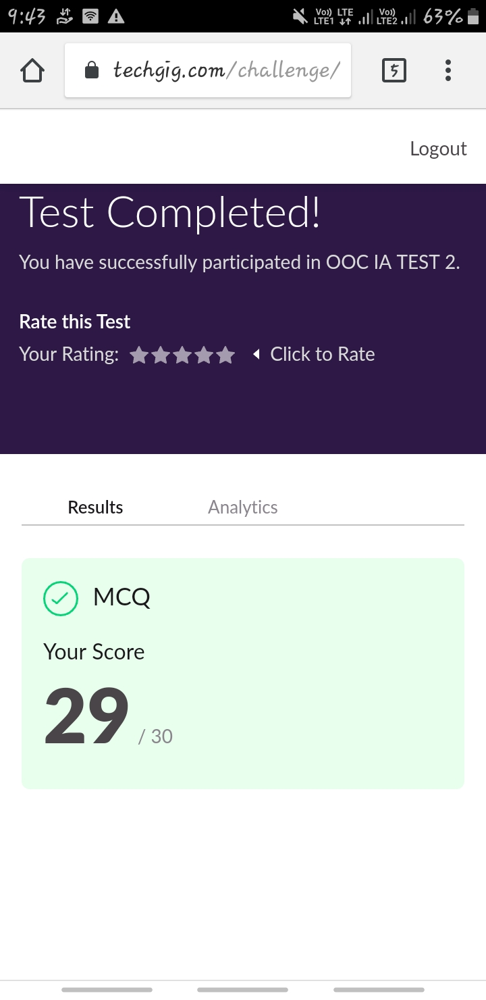 9:43 Vo) LTE LTE1 Vo) LTE2 63%
techgig.com/challenge/ 5
Logout
Test Completed!
You have successfully participated in OOC IA TEST 2.
Rate this Test
Your Rating: Click to Rate
Results Analytics
MCQ
Your Score
29 / 30